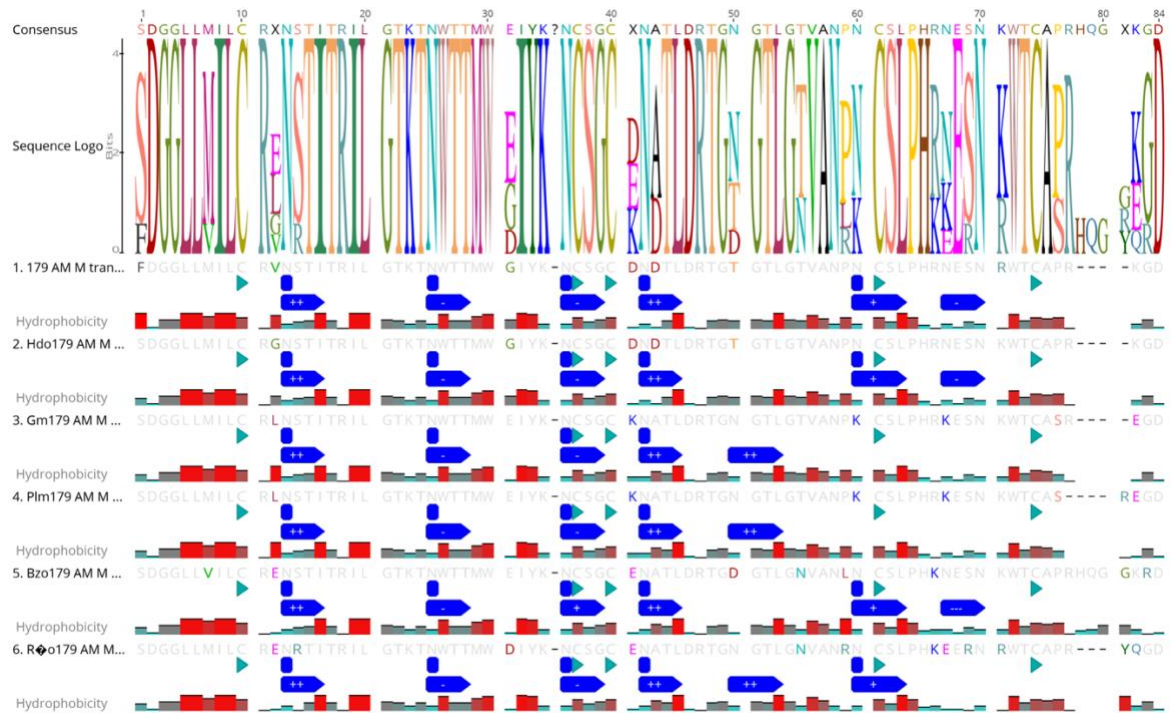 1 10 20 30 40 50 60 70 80 84
Consensus SDGGLLMILC RXNSTITRIL GTKTNWTTMW EIYK?NCSGC XNATLDRTGN GTLGTVANPN CSLPHRNESN KWTCAPRHQG XKGD
Sequence Logo
Bits
4
2
0
1. 179 AM M tran... FDGGLLMILC RVNSTITRIL GTKTNWTTMW GIYK-NCSGC DNDTLDRTGT GTLGTVANPN CSLPHRNESN RWTCAPR--- -KGD
++ - - ++ + -
Hydrophobicity
2. Hdo179 AM M ... SDGGLLMILC RGNSTITRIL GTKTNWTTMW GIYK-NCSGC DNDTLDRTGT GTLGTVANPN CSLPHRNESN KWTCAPR--- -KGD
++ - - ++ + -
Hydrophobicity
3. Gm179 AM M ... SDGGLLMILC RLNSTITRIL GTKTNWTTMW EIYK-NCSGC KNATLDRTGN GTLGTVANPK CSLPHRKESN KWTCASR--- -EGD
++ - - ++ ++
Hydrophobicity
4. Plm179 AM M ... SDGGLLMILC RLNSTITRIL GTKTNWTTMW EIYK-NCSGC KNATLDRTGN GTLGTVANPK CSLPHRKESN KWTCAS---- REGD
++ - - ++ ++
Hydrophobicity
5. Bzo179 AM M ... SDGGLLVILC RENSTITRIL GTKTNWTTMW EIYK-NCSGC ENATLDRTGD GTLGNVANLN CSLPHKNESN KWTCAPRHQG GKRD
++ - + ++ + ---
Hydrophobicity
6. R�o179 AM M... SDGGLLMILC RENRTITRIL GTKTNWTTMW DIYK-NCSGC ENATLDRTGN GTLGNVANRN CSLPHKEERN RWTCAPR--- YQGD
++ - - ++ ++ +
Hydrophobicity